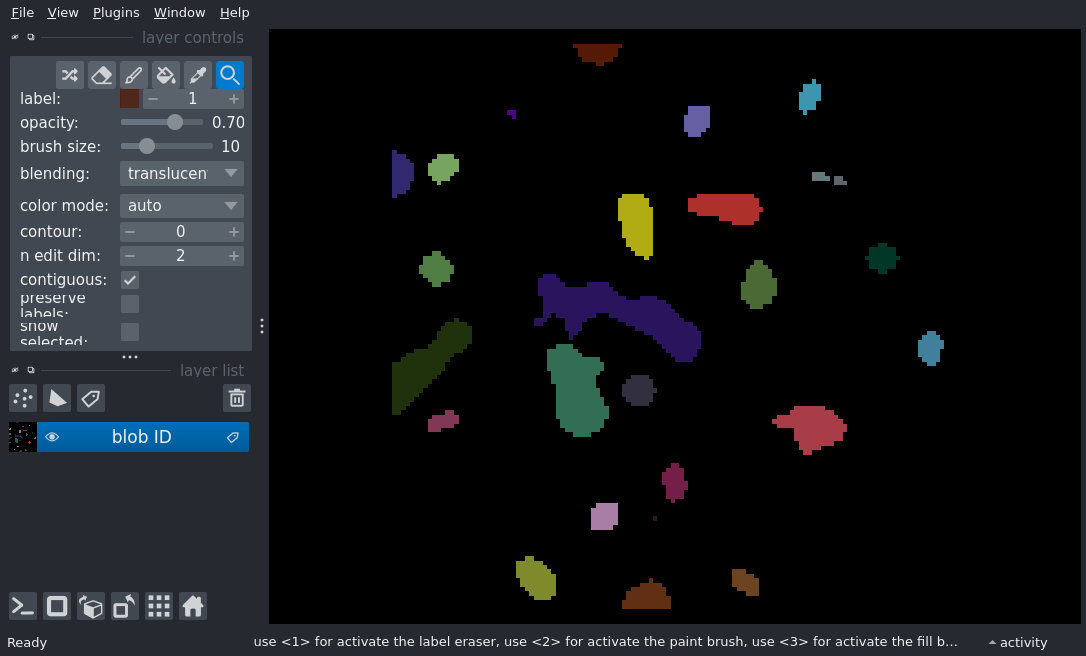 File View Plugins Window Help
layer controls
label: 1
opacity: 0.70
brush size: 10
blending: translucen
color mode: auto
contour: 0
n edit dim: 2
contiguous:
preserve
labels:
show
selected:
layer list
blob ID
Ready use <1> for activate the label eraser, use <2> for activate the paint brush, use <3> for activate the fill b... activity